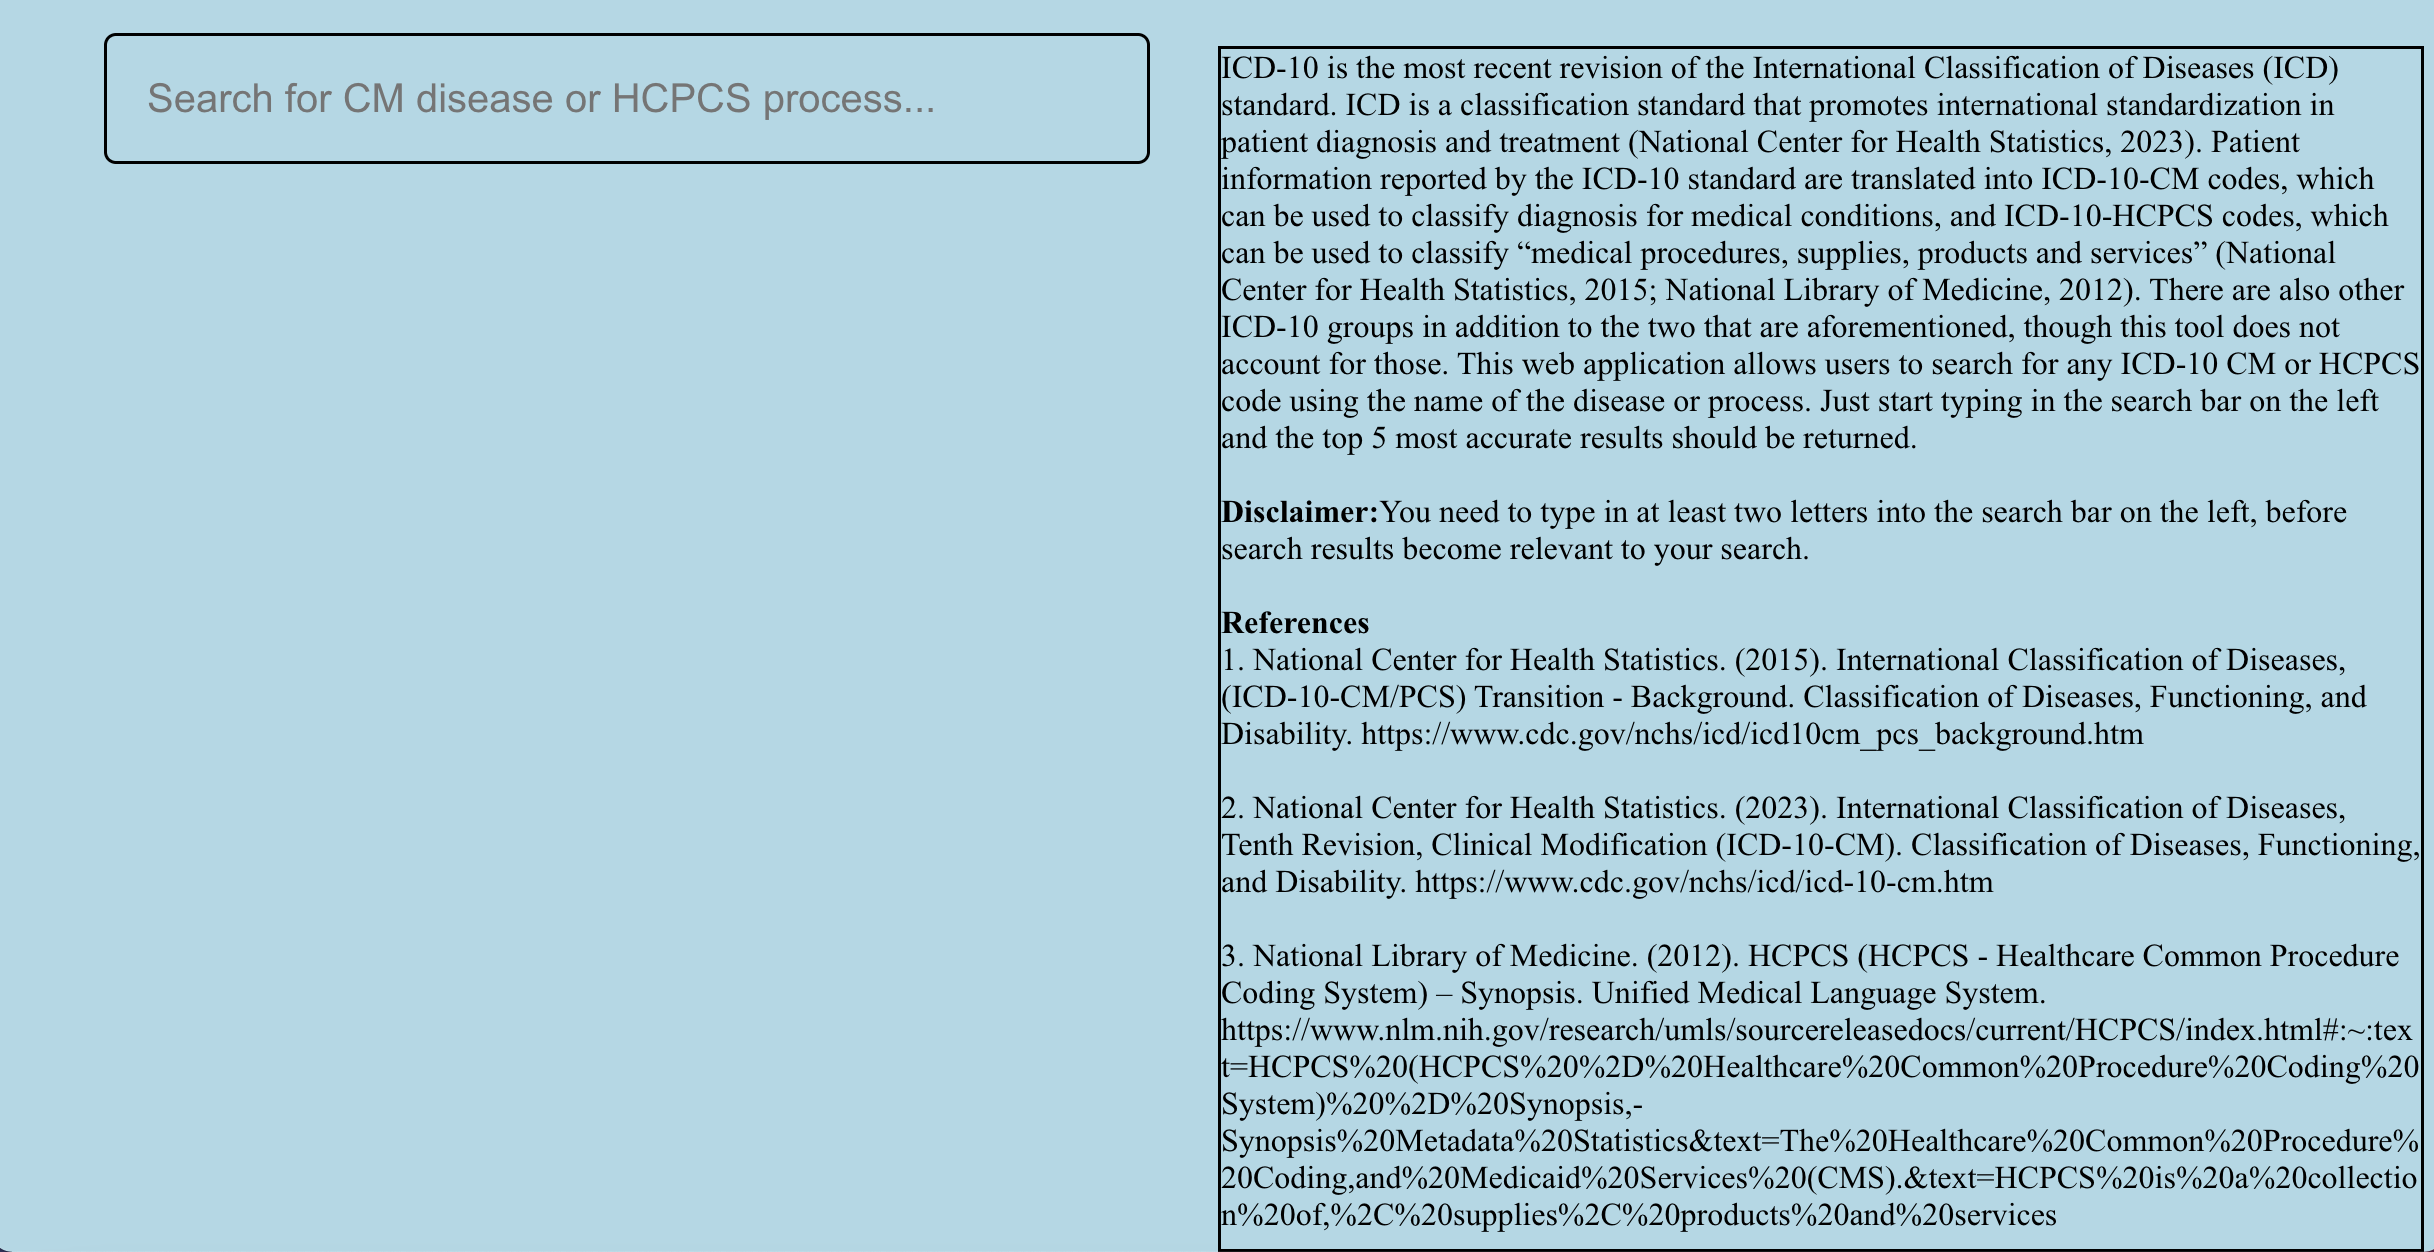 Search for CM disease or HCPCS process...
ICD-10 is the most recent revision of the International Classification of Diseases (ICD)
standard. ICD is a classification standard that promotes international standardization in
patient diagnosis and treatment (National Center for Health Statistics, 2023). Patient
information reported by the ICD-10 standard are translated into ICD-10-CM codes, which
can be used to classify diagnosis for medical conditions, and ICD-10-HCPCS codes, which
can be used to classify “medical procedures, supplies, products and services” (National
Center for Health Statistics, 2015; National Library of Medicine, 2012). There are also other
ICD-10 groups in addition to the two that are aforementioned, though this tool does not
account for those. This web application allows users to search for any ICD-10 CM or HCPCS
code using the name of the disease or process. Just start typing in the search bar on the left
and the top 5 most accurate results should be returned.
Disclaimer:You need to type in at least two letters into the search bar on the left, before
search results become relevant to your search.
References
1. National Center for Health Statistics. (2015). International Classification of Diseases,
(ICD-10-CM/PCS) Transition - Background. Classification of Diseases, Functioning, and
Disability. https://www.cdc.gov/nchs/icd/icd10cm_pcs_background.htm
2. National Center for Health Statistics. (2023). International Classification of Diseases,
Tenth Revision, Clinical Modification (ICD-10-CM). Classification of Diseases, Functioning,
and Disability. https://www.cdc.gov/nchs/icd/icd-10-cm.htm
3. National Library of Medicine. (2012). HCPCS (HCPCS - Healthcare Common Procedure
Coding System) – Synopsis. Unified Medical Language System.
https://www.nlm.nih.gov/research/umls/sourcereleasedocs/current/HCPCS/index.html#:~:tex
t=HCPCS%20(HCPCS%20%2D%20Healthcare%20Common%20Procedure%20Coding%20
System)%20%2D%20Synopsis,-
Synopsis%20Metadata%20Statistics&text=The%20Healthcare%20Common%20Procedure%
20Coding,and%20Medicaid%20Services%20(CMS).&text=HCPCS%20is%20a%20collectio
n%20of,%2C%20supplies%2C%20products%20and%20services